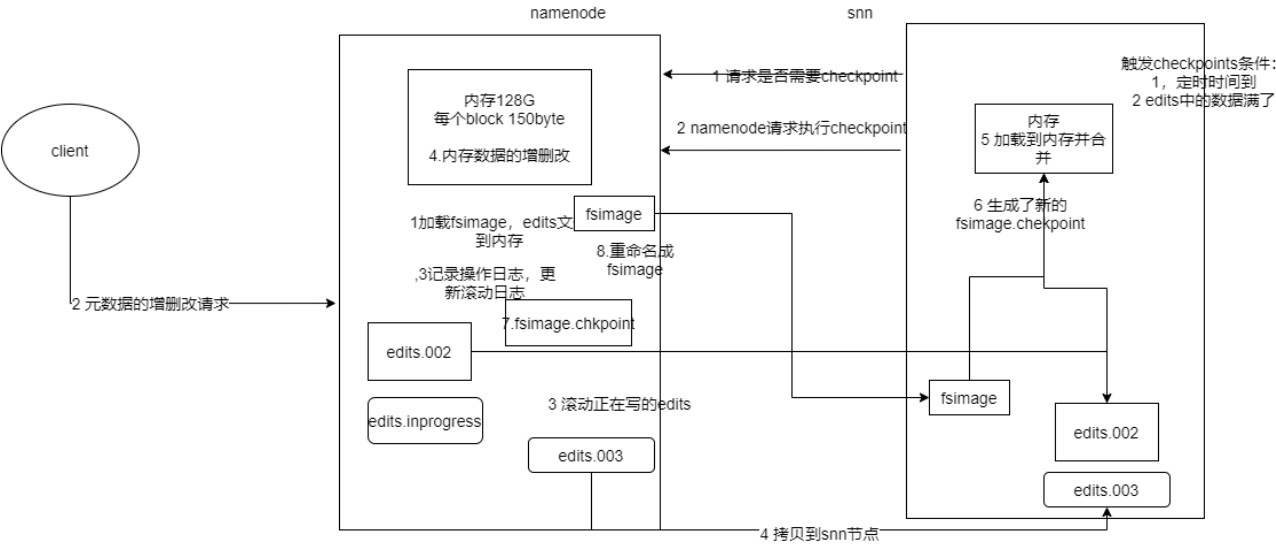 namenode
snn
client
2 元数据的增删改请求
内存128G
每个block 150byte
4.内存数据的增删改
fsimage
1加载fsimage，edits文
到内存
8.重命名成
fsimage
,3记录操作日志，更
新滚动日志
7.fsimage.chkpoint
edits.002
edits.inprogress
3 滚动正在写的edits
edits.003
1 请求是否需要checkpoint
2 namenode请求执行checkpoint
触发checkpoints条件：
1，定时时间到
2 edits中的数据满了
内存
5 加载到内存并合
并
6 生成了新的
fsimage.chekpoint
fsimage
edits.002
edits.003
4 拷贝到snn节点